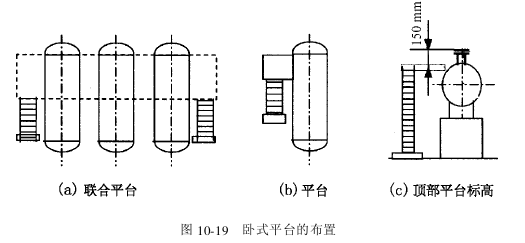 150 mm
(a) 联合平台
(b) 平台
(c) 顶部平台标高
图 10-19 卧式平台的布置